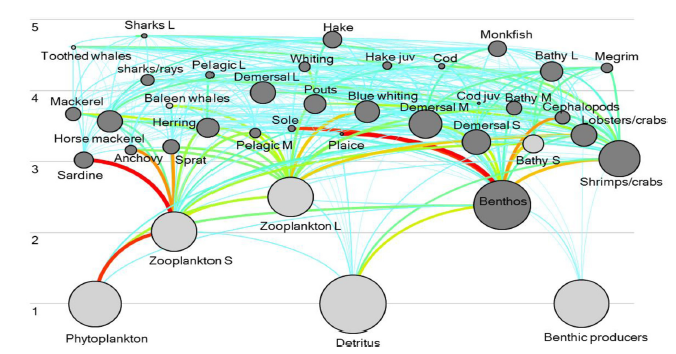 5
Sharks L
Hake
Monkfish
Toothed whales
sharks/rays
Pelagic L
Whiting
Hake juv
Cod
Bathy L
Megrim
Demersal L
4
Mackerel
Baleen whales
Pouts
Blue whiting
Cod juv
Bathy M
Cephalopods
Horse mackerel
Herring
Sole
Demersal M
Demersal S
Lobsters/crabs
Pelagic M
Plaice
Anchovy
Sprat
Bathy S
3
Sardine
Shrimps/crabs
Benthos
Zooplankton L
2
Zooplankton S
1
Phytoplankton
Detritus
Benthic producers